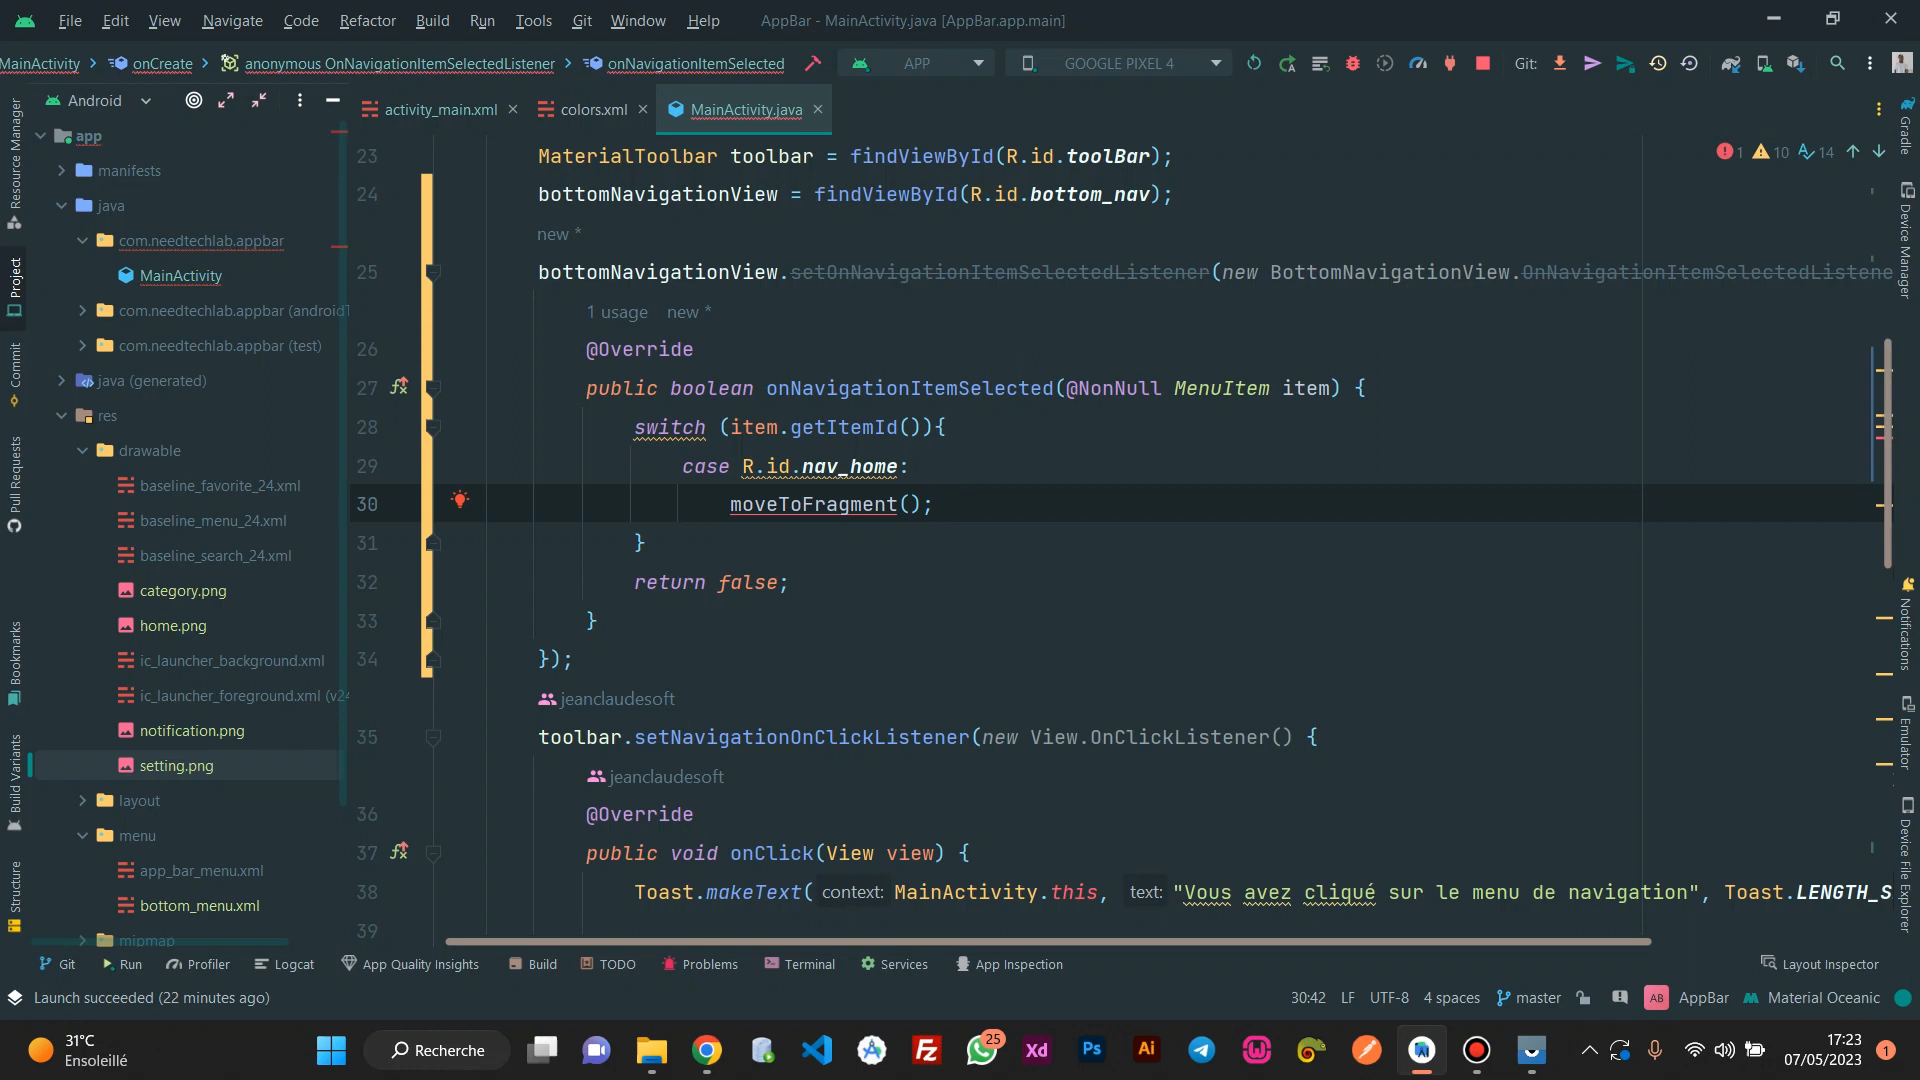 File Edit View Navigate Code Refactor Build Run Tools Git Window Help AppBar - MainActivity.java [AppBar.app.main]
MainActivity onCreate anonymous OnNavigationItemSelectedListener onNavigationItemSelected APP GOOGLE PIXEL 4 Git:
Android activity_main.xml colors.xml MainActivity.java
1 10 14
Resource Manager
Project
Commit
Pull Requests
Bookmarks
Build Variants
Structure
app
manifests
java
com.needtechlab.appbar
MainActivity
com.needtechlab.appbar (androidT
com.needtechlab.appbar (test)
java (generated)
res
drawable
baseline_favorite_24.xml
baseline_menu_24.xml
baseline_search_24.xml
category.png
home.png
ic_launcher_background.xml
ic_launcher_foreground.xml (v24
notification.png
setting.png
layout
menu
app_bar_menu.xml
bottom_menu.xml
mipmap
23 MaterialToolbar toolbar = findViewById(R.id.toolBar);
24 bottomNavigationView = findViewById(R.id.bottom_nav);
new *
25 bottomNavigationView.setOnNavigationItemSelectedListener(new BottomNavigationView.OnNavigationItemSelectedListene
1 usage new *
26 @Override
27 public boolean onNavigationItemSelected(@NonNull MenuItem item) {
28 switch (item.getItemId()){
29 case R.id.nav_home:
30 moveToFragment();
31 }
32 return false;
33 }
34 });
jeanclaudesoft
35 toolbar.setNavigationOnClickListener(new View.OnClickListener() {
jeanclaudesoft
36 @Override
37 public void onClick(View view) {
38 Toast.makeText( context: MainActivity.this, text: "Vous avez cliqué sur le menu de navigation", Toast.LENGTH_S
39
Gradle
Device Manager
Notifications
Emulator
Device File Explorer
Git Run Profiler Logcat App Quality Insights Build TODO Problems Terminal Services App Inspection Layout Inspector
Launch succeeded (22 minutes ago) 30:42 LF UTF-8 4 spaces master AB AppBar Material Oceanic
31°C
Ensoleillé
Recherche
Fz
25
Xd
Ps
Ai
17:23
07/05/2023
1